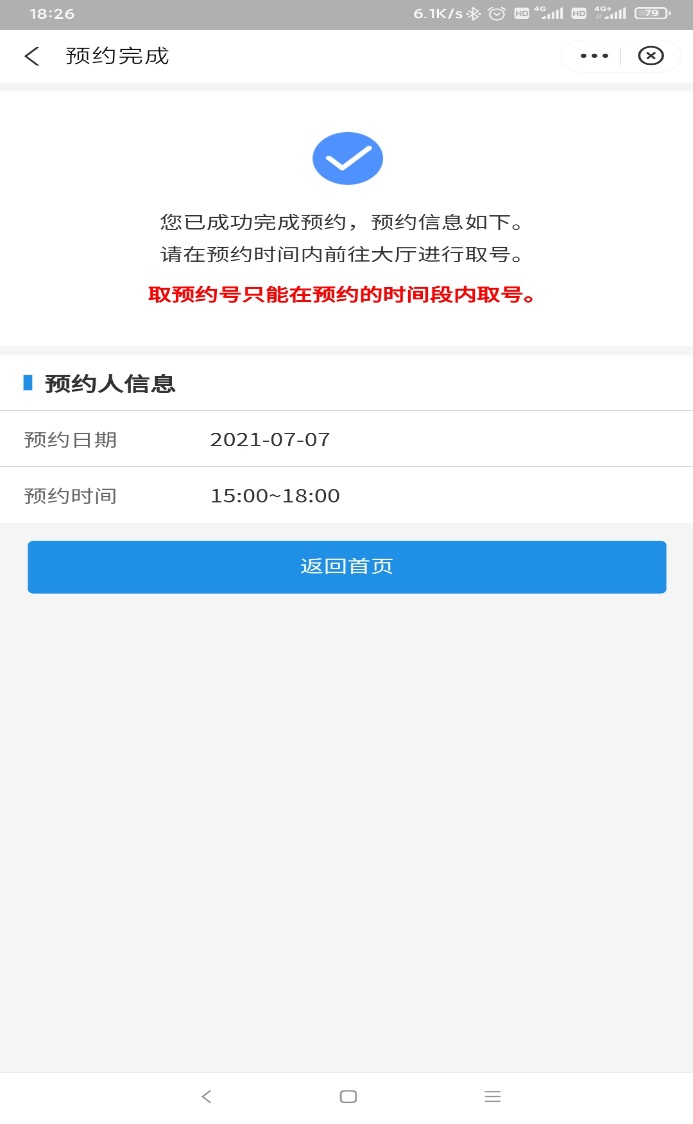 18:26 6.1K/s HD 4G HD 4G+ 79
预约完成
您已成功完成预约，预约信息如下。
请在预约时间内前往大厅进行取号。
取预约号只能在预约的时间段内取号。
预约人信息
预约日期 2021-07-07
预约时间 15:00~18:00
返回首页